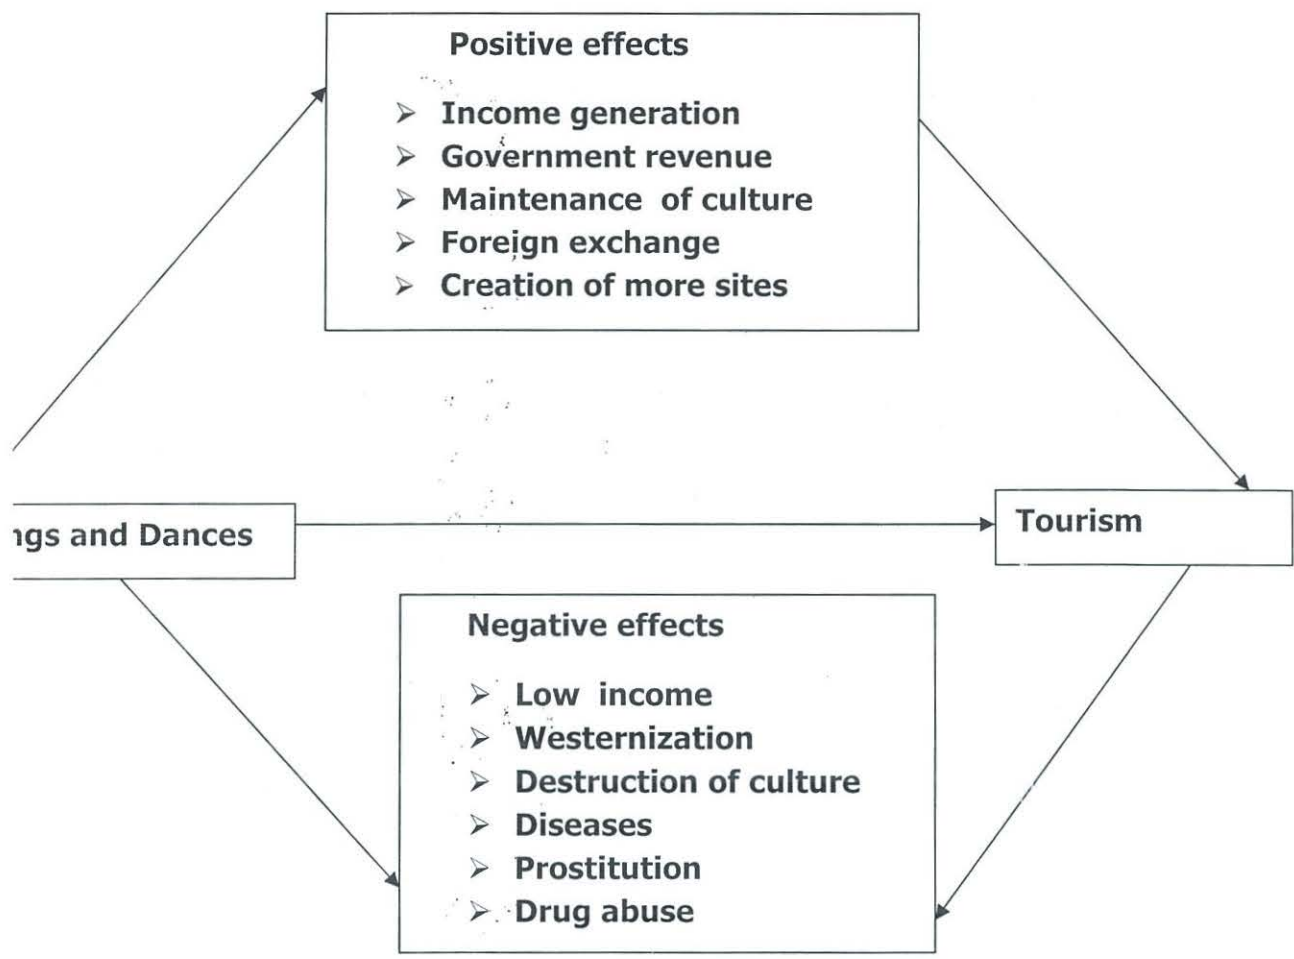 Positive effects
➢ Income generation
➢ Government revenue
➢ Maintenance of culture
➢ Foreign exchange
➢ Creation of more sites
and Dances
Tourism
Negative effects
➢ Low income
➢ Westernization
➢ Destruction of culture
➢ Diseases
➢ Prostitution
➢ Drug abuse